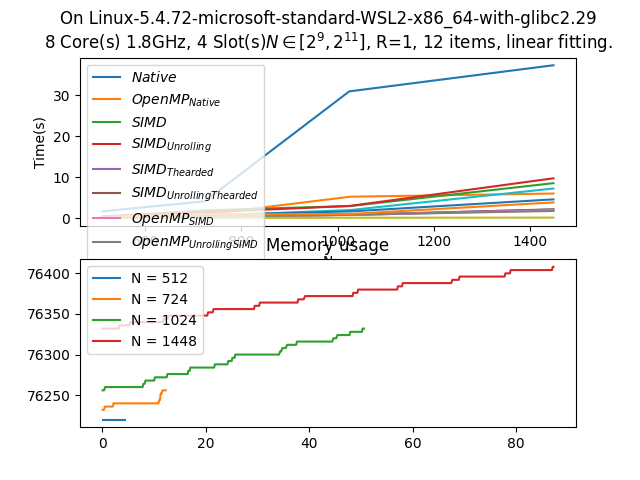 On Linux-5.4.72-microsoft-standard-WSL2-x86_64-with-glibc2.29
8 Core(s) 1.8GHz, 4 Slot(s)N ∈ [2^9, 2^11], R=1, 12 items, linear fitting.
Time(s)
30
20
10
0
Native
OpenMP_Native
SIMD
SIMD_Unrolling
SIMD_Thearded
SIMD_UnrollingThearded
OpenMP_SIMD
OpenMP_UnrollingSIMD
1000
1200
1400
Memory usage
76400
76350
76300
76250
N = 512
N = 724
N = 1024
N = 1448
0
20
40
60
80